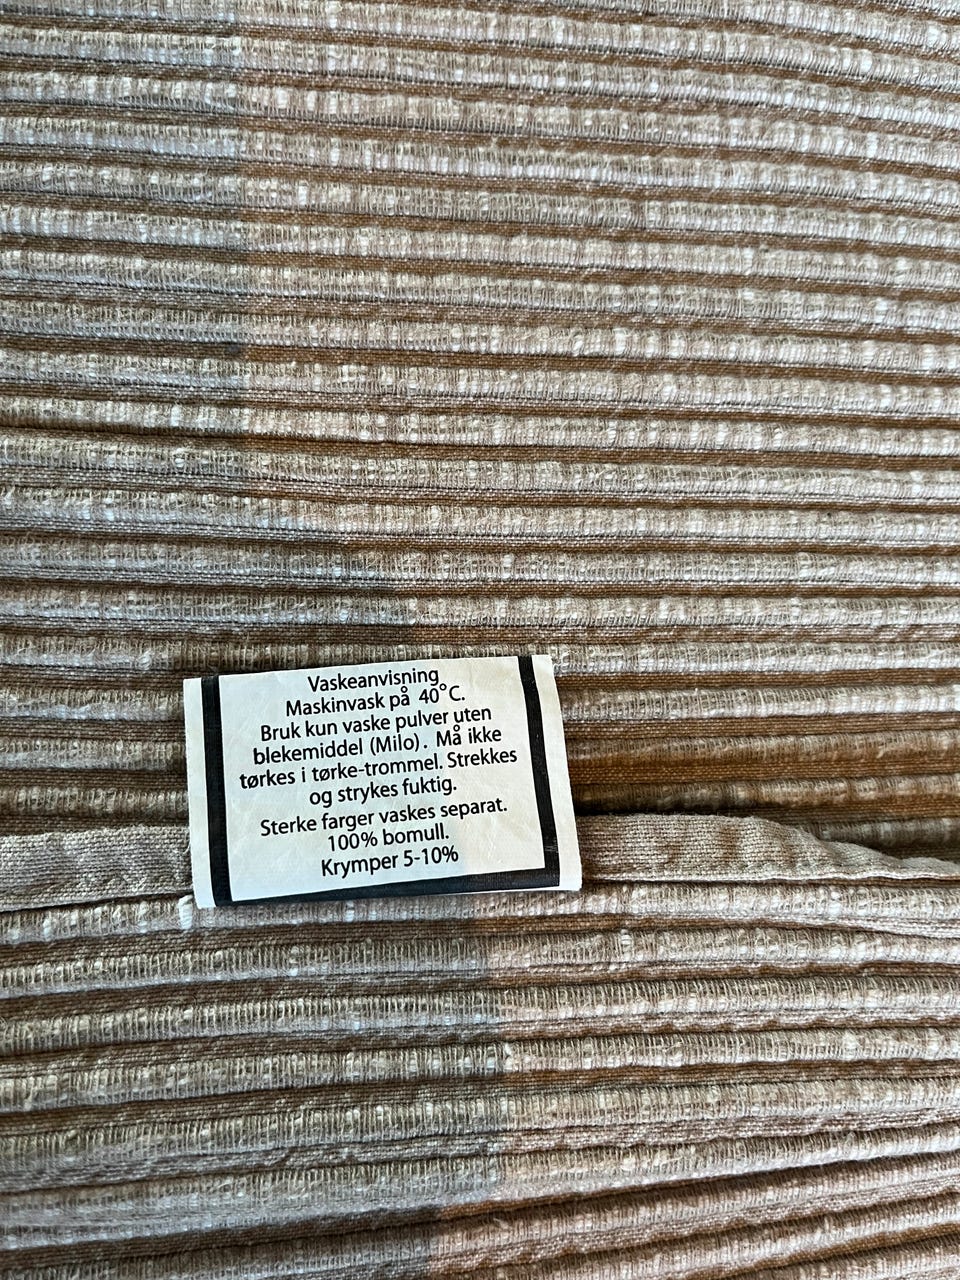 Vaskeanvisning
Maskinvask på 40°C.
Bruk kun vaske pulver uten
blekemiddel (Milo). Må ikke
tørkes i tørke-trommel. Strekkes
og strykes fuktig.
Sterke farger vaskes separat.
100% bomull.
Krymper 5-10%